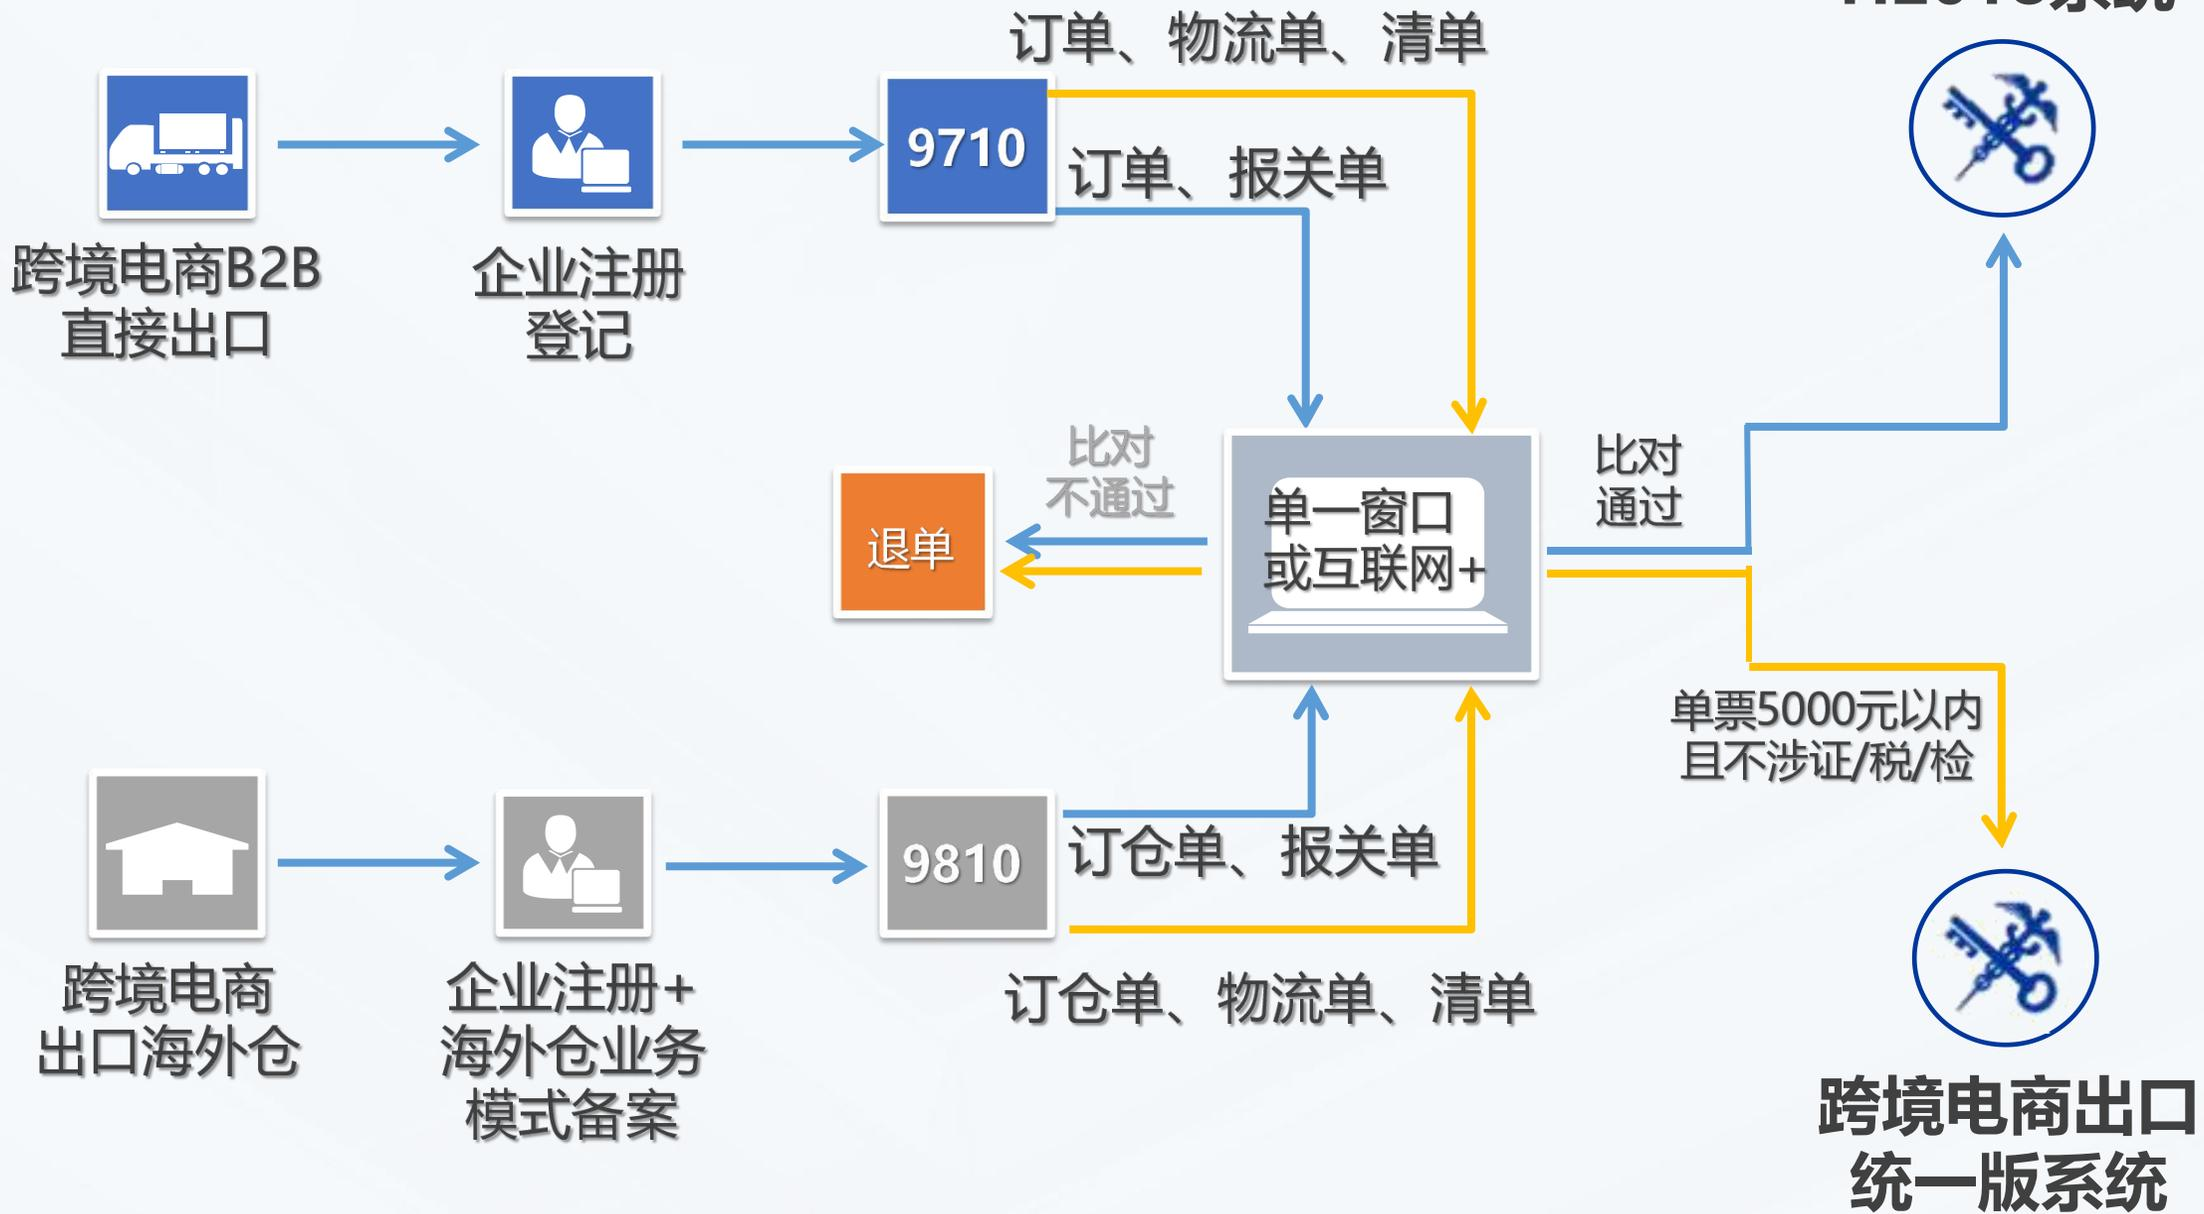 订单、物流单、清单
9710
订单、报关单
跨境电商B2B
直接出口
企业注册
登记
比对
不通过
退单
单一窗口
或互联网+
比对
通过
单票5000元以内
且不涉证/税/检
9810
订仓单、报关单
订仓单、物流单、清单
跨境电商
出口海外仓
企业注册+
海外仓业务
模式备案
跨境电商出口
统一版系统